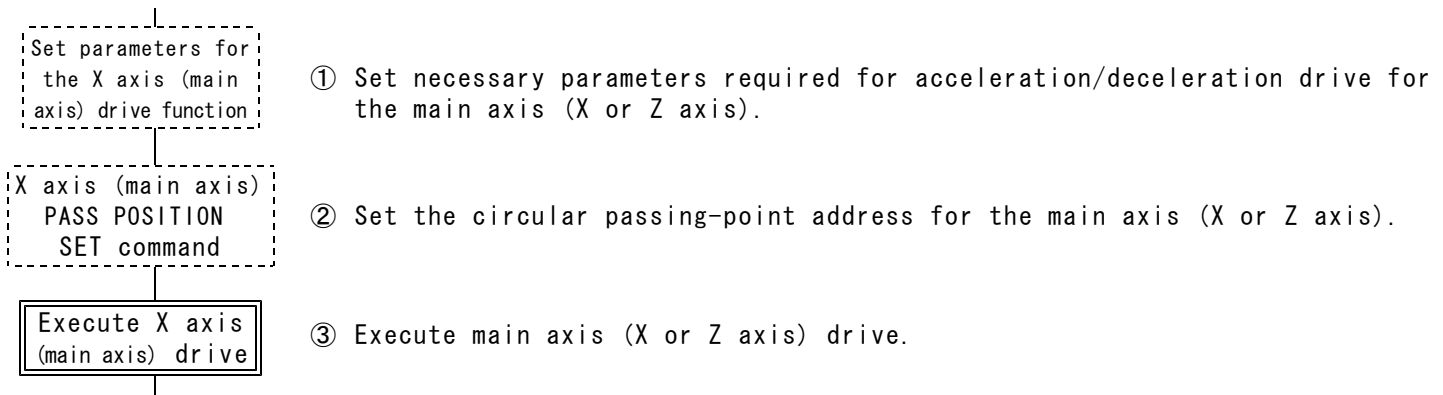 Set parameters for
the X axis (main
axis) drive function
① Set necessary parameters required for acceleration/deceleration drive for
the main axis (X or Z axis).
X axis (main axis)
PASS POSITION
SET command
② Set the circular passing-point address for the main axis (X or Z axis).
Execute X axis
(main axis) drive
③ Execute main axis (X or Z axis) drive.